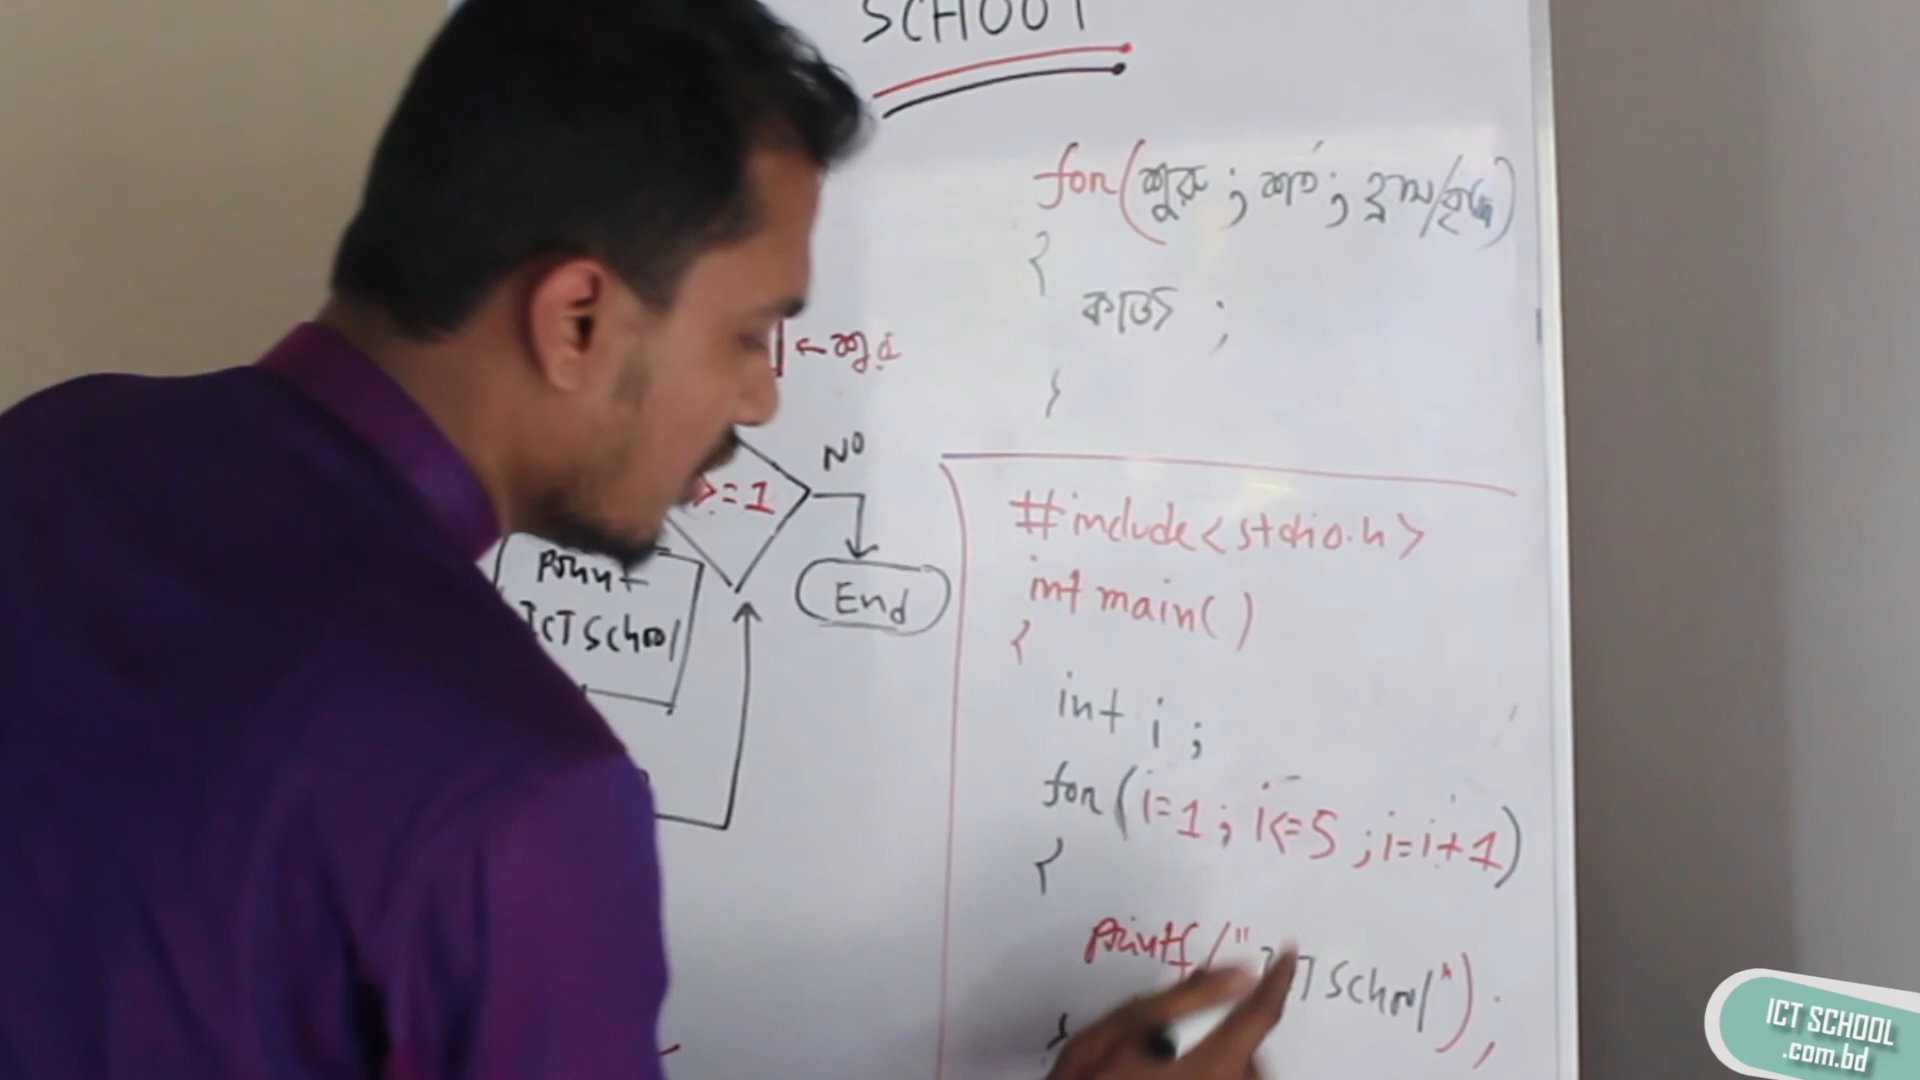 SCHOOL
for(শুরু ; শর্ত ; হ্রাস/বৃদ্ধি)
{
কাজ ;
}
← শুরু
>=1
NO
End
Print
ICT School
#include<stdio.h>
int main( )
{
int i ;
for (i=1; i<=5 ; i=i+1)
{
printf("ICT School");
}
ICT SCHOOL
.com.bd